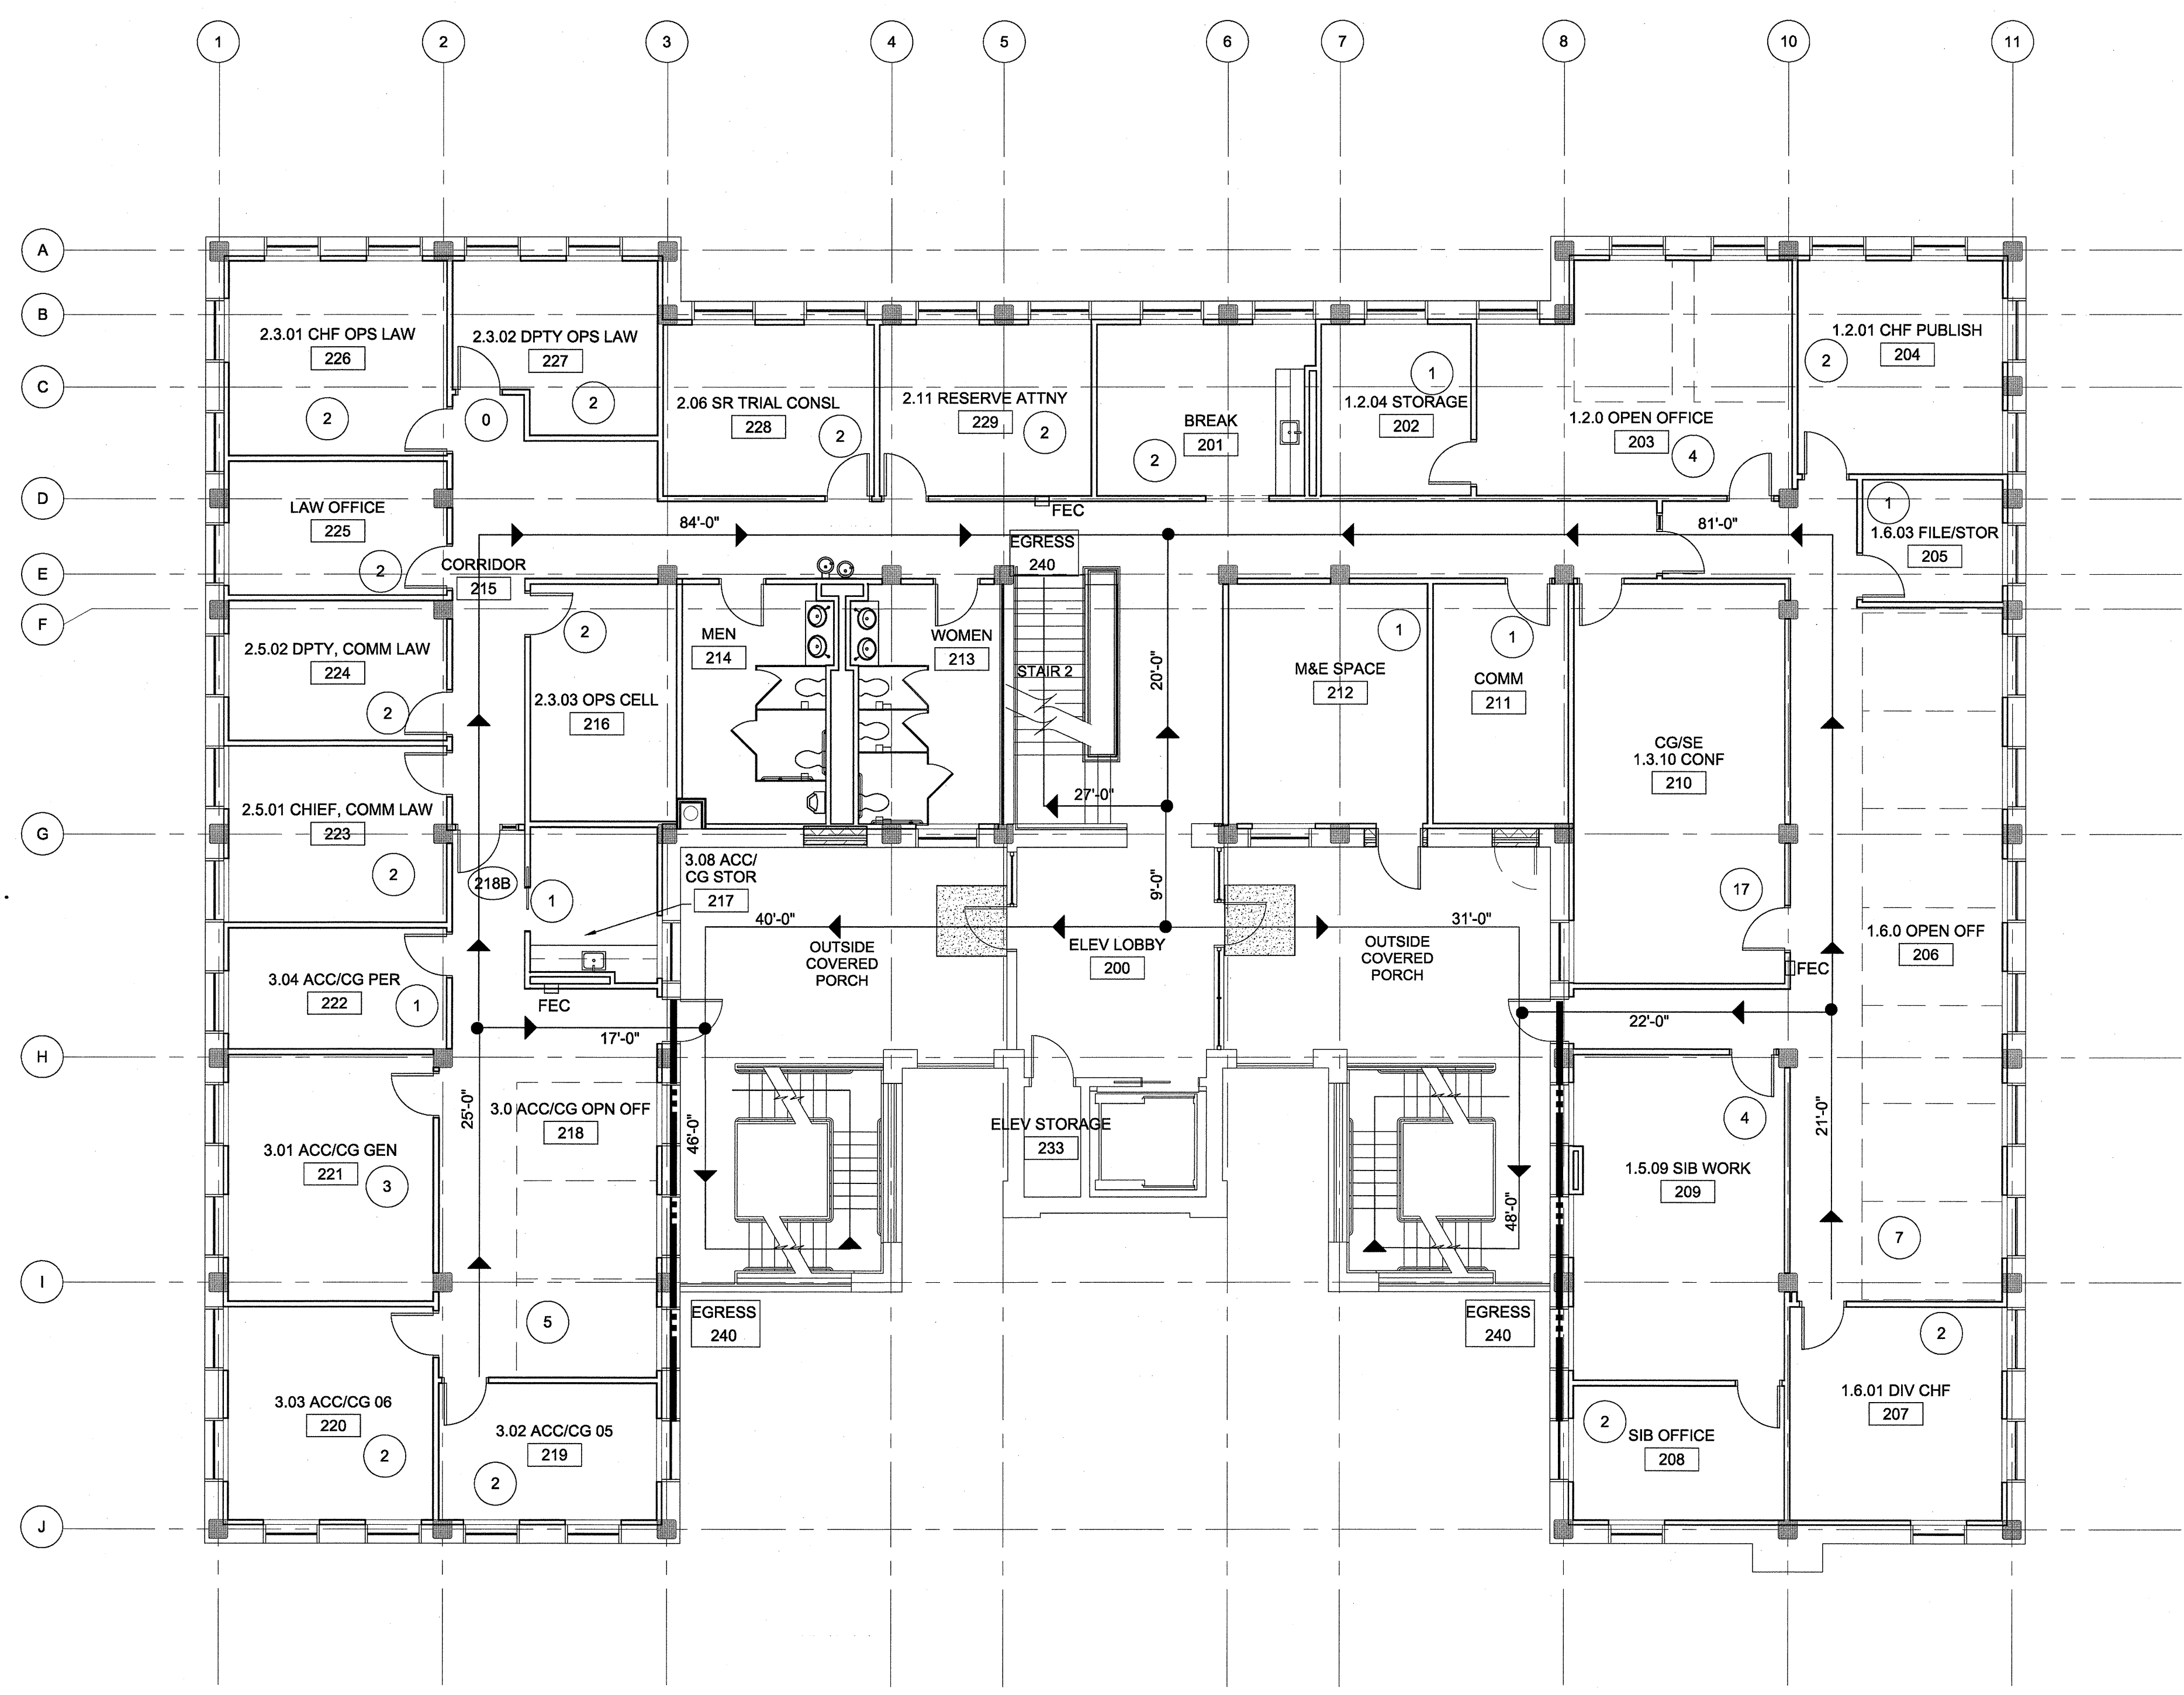 1 2 3 4 5 6 7 8 10 11
A
B
C
D
E
F
G
H
I
J
2.3.01 CHF OPS LAW
226
2
2.3.02 DPTY OPS LAW
227
2
0
2.06 SR TRIAL CONSL
228
2
2.11 RESERVE ATTNY
229
2
BREAK
201
2
1
1.2.04 STORAGE
202
1.2.0 OPEN OFFICE
203
4
1.2.01 CHF PUBLISH
204
2
LAW OFFICE
225
2
CORRIDOR
215
84'-0"
FEC
EGRESS
240
81'-0"
1
1.6.03 FILE/STOR
205
2.5.02 DPTY, COMM LAW
224
2
2
2.3.03 OPS CELL
216
MEN
214
WOMEN
213
STAIR 2
20'-0"
27'-0"
1
M&E SPACE
212
1
COMM
211
CG/SE
1.3.10 CONF
210
17
2.5.01 CHIEF, COMM LAW
223
2
218B
1
3.08 ACC/
CG STOR
217
FEC
9'-0"
40'-0"
31'-0"
OUTSIDE
COVERED
PORCH
ELEV LOBBY
200
OUTSIDE
COVERED
PORCH
1.6.0 OPEN OFF
206
FEC
3.04 ACC/CG PER
222
1
17'-0"
22'-0"
25'-0"
3.0 ACC/CG OPN OFF
218
5
46'-0"
ELEV STORAGE
233
48'-0"
4
1.5.09 SIB WORK
209
21'-0"
7
3.01 ACC/CG GEN
221
3
EGRESS
240
EGRESS
240
2
3.03 ACC/CG 06
220
2
3.02 ACC/CG 05
219
2
2
SIB OFFICE
208
1.6.01 DIV CHF
207